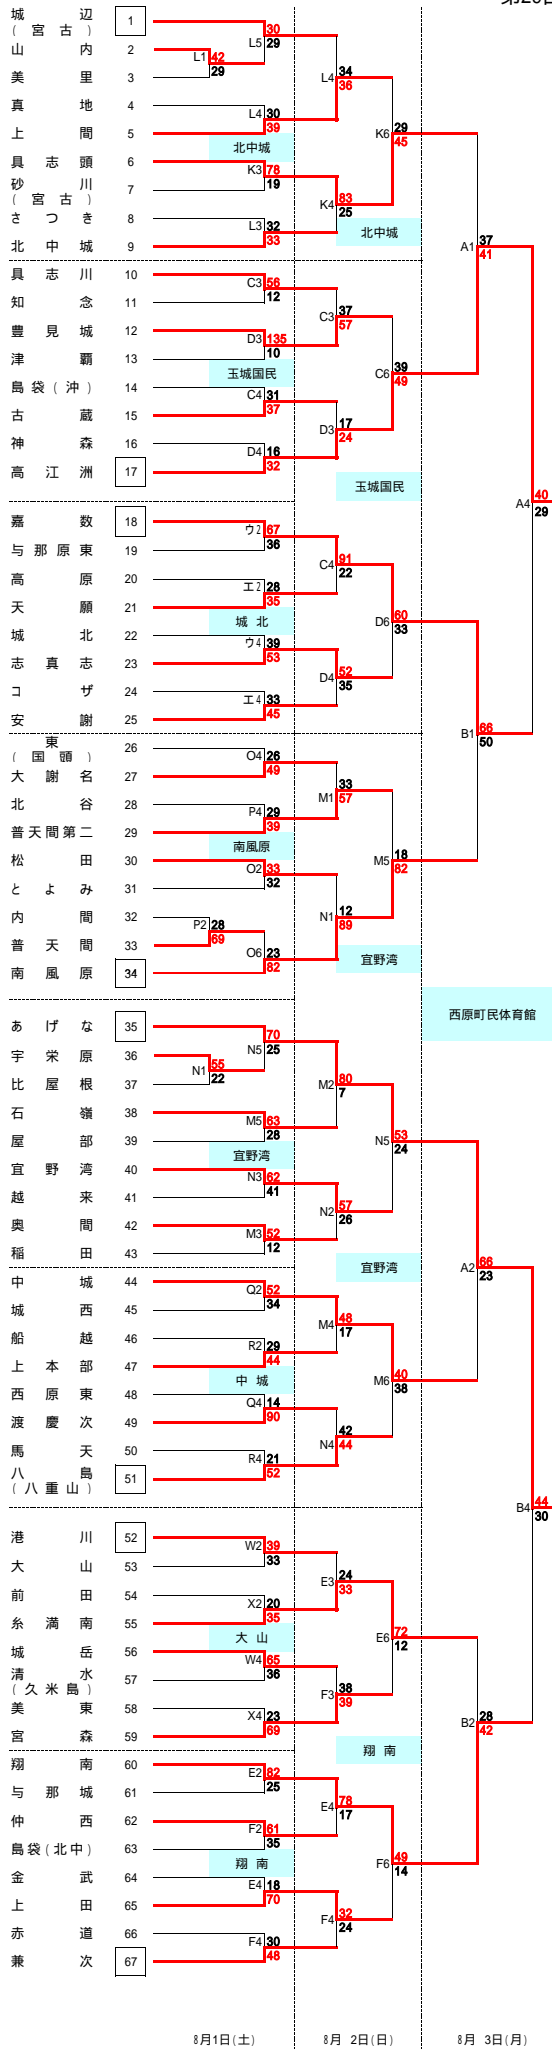 第20回
城辺 1
(宮古)
山内 2
美里 3
真地 4
上間 5
具志頭 6
砂川 7
(宮古)
さつき 8
北中城 9
L1 42 29
L5 30 29
L4 30 39
北中城
K3 78 19
L3 32 33
L4 34 36
K4 83 25
北中城
K6 29 45
A1 37 41
具志川 10
知念 11
豊見城 12
津覇 13
島袋(沖) 14
古蔵 15
神森 16
高江洲 17
C3 56 12
D3 135 10
玉城国民
C4 31 37
D4 16 32
C3 37 57
D3 17 24
C6 39 49
玉城国民
A4 40 29
嘉数 18
与那原東 19
高原 20
天願 21
城北 22
志真志 23
コザ 24
安謝 25
ウ2 67 36
エ2 28 35
城北
ウ4 39 53
エ4 33 45
C4 91 22
D4 52 35
D6 60 33
B1 66 50
東 26
(国頭)
大謝名 27
北谷 28
普天間第二 29
松田 30
とよみ 31
内間 32
普天間 33
南風原 34
O4 26 49
P4 29 39
南風原
O2 33 32
P2 28 69
O6 23 82
M1 33 57
N1 12 89
宜野湾
M5 18 82
西原町民体育館
あげな 35
宇栄原 36
比屋根 37
石嶺 38
屋部 39
宜野湾 40
越来 41
奥間 42
稲田 43
N1 55 22
N5 70 25
M5 63 28
宜野湾
N3 62 41
M3 52 12
M2 80 7
N2 57 26
宜野湾
N5 53 24
A2 66 23
中城 44
城西 45
船越 46
上本部 47
西原東 48
渡慶次 49
馬天 50
八島 51
(八重山)
Q2 52 34
R2 29 44
中城
Q4 14 90
R4 21 52
M4 48 17
N4 42 44
M6 40 38
B4 44 30
港川 52
大山 53
前田 54
糸満南 55
城岳 56
清水 57
(久米島)
美東 58
宮森 59
W2 39 33
X2 20 35
大山
W4 65 36
X4 23 69
E3 24 33
F3 38 39
E6 72 12
翔南
B2 28 42
翔南 60
与那城 61
仲西 62
島袋(北中) 63
金武 64
上田 65
赤道 66
兼次 67
E2 82 25
F2 61 35
翔南
E4 18 70
F4 30 48
E4 78 17
F4 32 24
F6 49 14
8月1日(土) 8月 2日(日) 8月 3日(月)